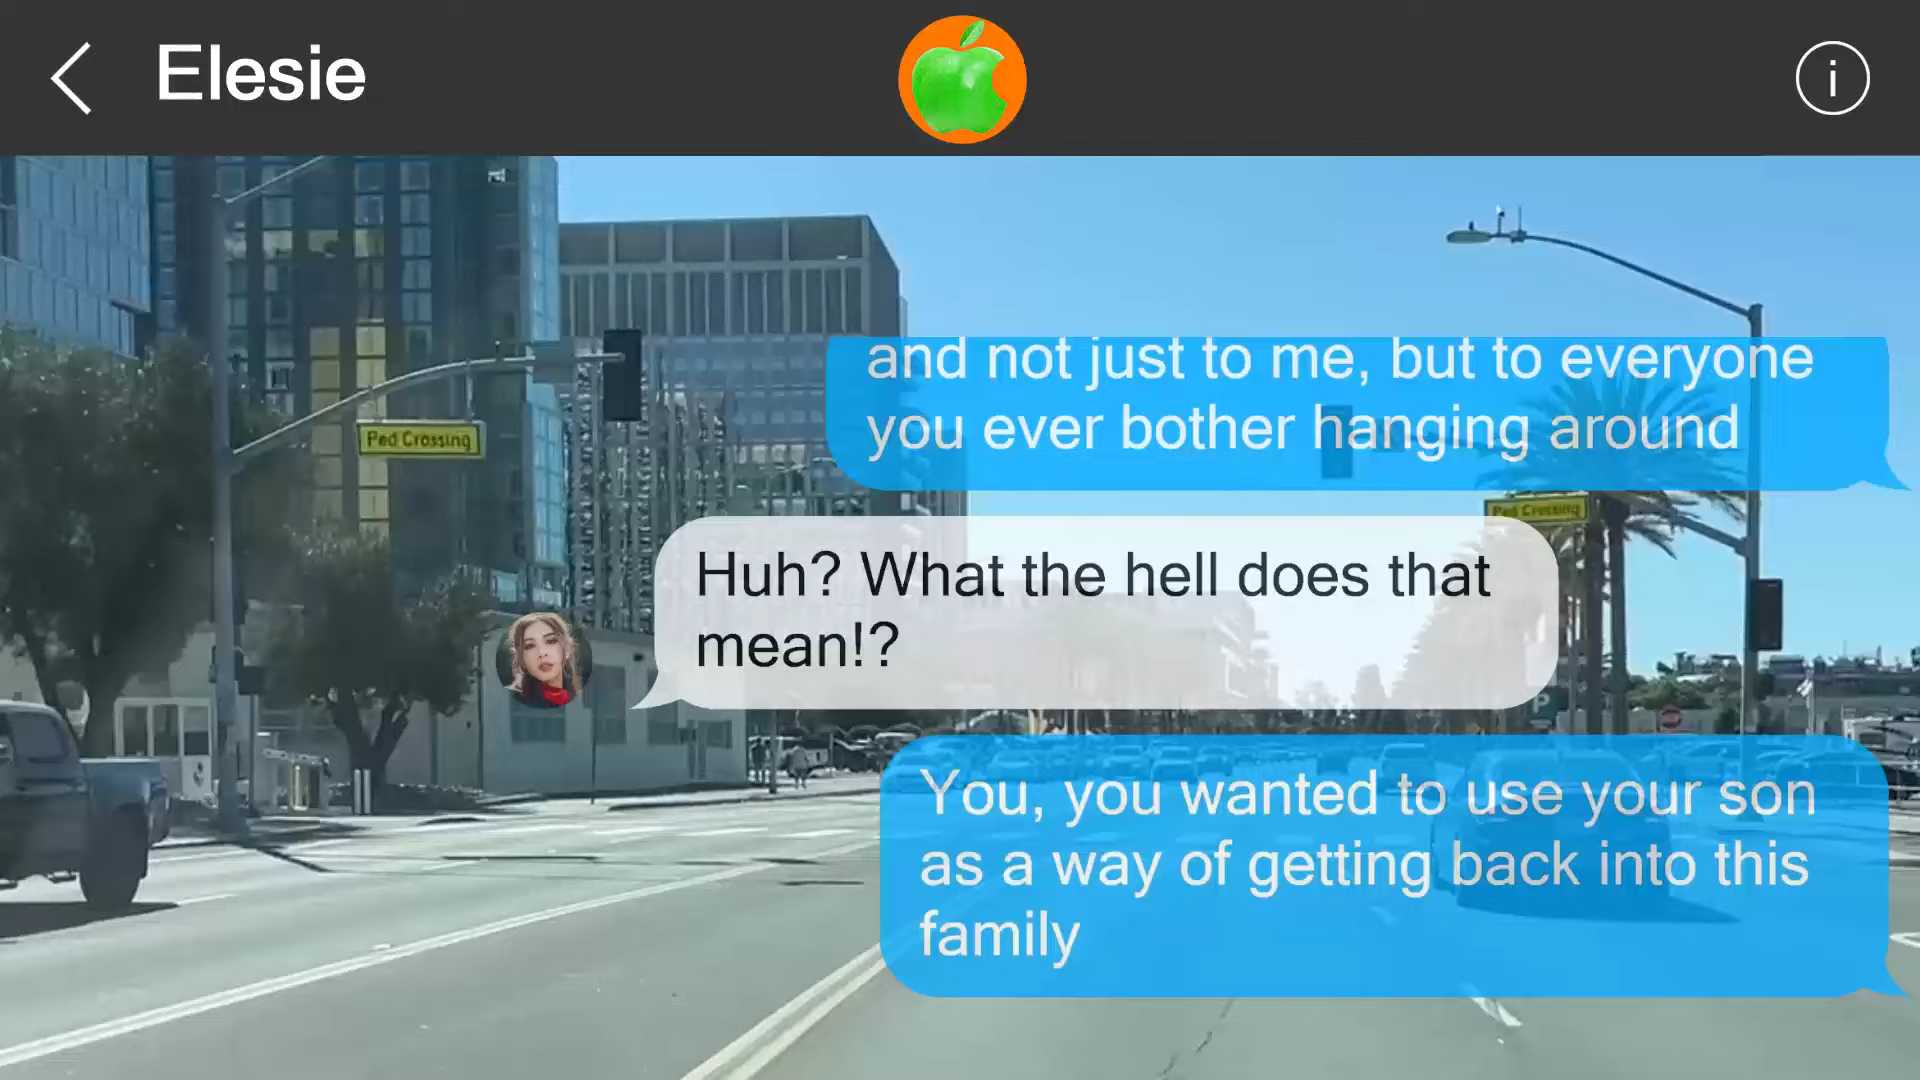 Elesie
i
and not just to me, but to everyone
you ever bother hanging around
Ped Crossing
Ped Crossing
Huh? What the hell does that
mean!?
P
You, you wanted to use your son
as a way of getting back into this
family